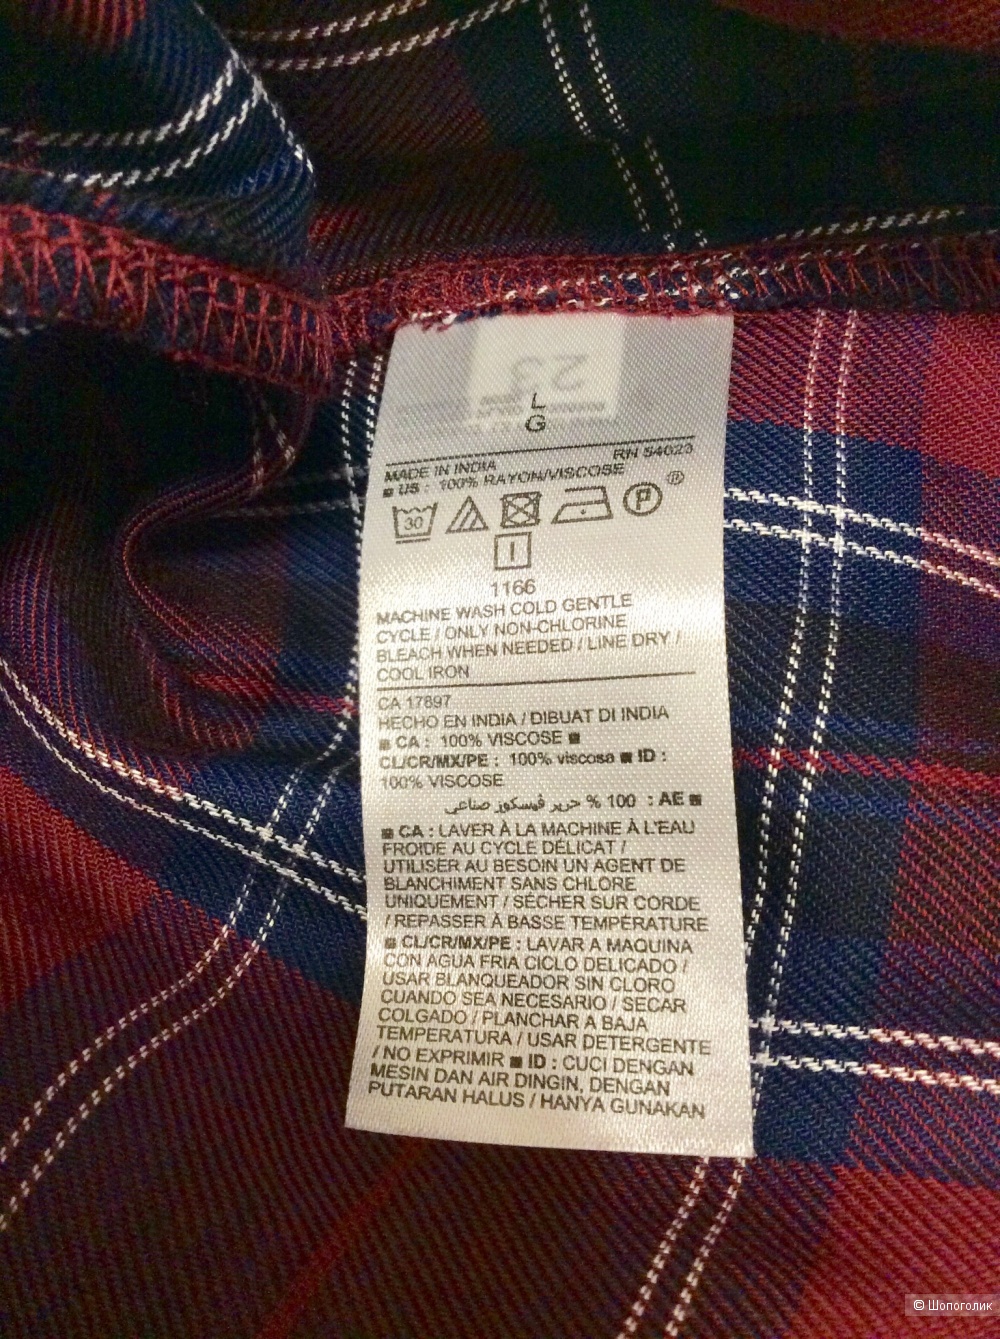 23
L
G
MADE IN INDIA RN 54023
■ US : 100% RAYON/VISCOSE
30 P ®
I
1166
MACHINE WASH COLD GENTLE
CYCLE / ONLY NON-CHLORINE
BLEACH WHEN NEEDED / LINE DRY /
COOL IRON
CA 17897
HECHO EN INDIA / DIBUAT DI INDIA
■ CA : 100% VISCOSE ■
CL/CR/MX/PE : 100% viscosa ■ ID :
100% VISCOSE
■ AE : 100 % حرير ڤيسكوز صناعي
■ CA : LAVER À LA MACHINE À L'EAU
FROIDE AU CYCLE DÉLICAT /
UTILISER AU BESOIN UN AGENT DE
BLANCHIMENT SANS CHLORE
UNIQUEMENT / SÉCHER SUR CORDE
/ REPASSER À BASSE TEMPÉRATURE
■ CL/CR/MX/PE : LAVAR A MAQUINA
CON AGUA FRIA CICLO DELICADO /
USAR BLANQUEADOR SIN CLORO
CUANDO SEA NECESARIO / SECAR
COLGADO / PLANCHAR A BAJA
TEMPERATURA / USAR DETERGENTE
/ NO EXPRIMIR ■ ID : CUCI DENGAN
MESIN DAN AIR DINGIN, DENGAN
PUTARAN HALUS / HANYA GUNAKAN
© Шопоголик